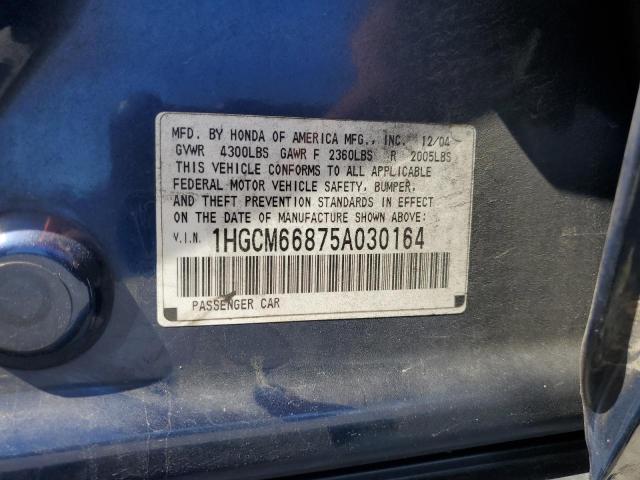 MFD. BY HONDA OF AMERICA MFG., INC. 12/04
GVWR 4300LBS GAWR F 2360LBS R 2005LBS
THIS VEHICLE CONFORMS TO ALL APPLICABLE
FEDERAL MOTOR VEHICLE SAFETY, BUMPER,
AND THEFT PREVENTION STANDARDS IN EFFECT
ON THE DATE OF MANUFACTURE SHOWN ABOVE:
V.I.N. 1HGCM66875A030164
PASSENGER CAR